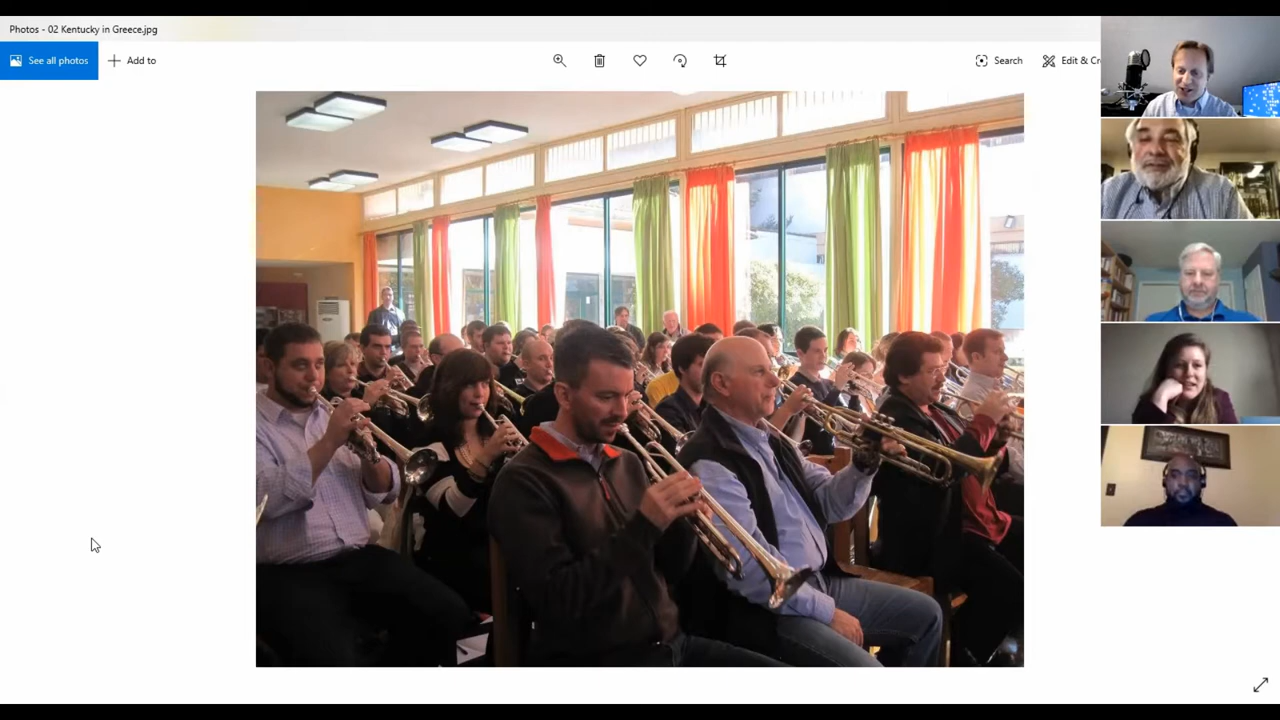 Photos - 02 Kentucky in Greece.jpg
See all photos
Add to
Search
Edit & Cr